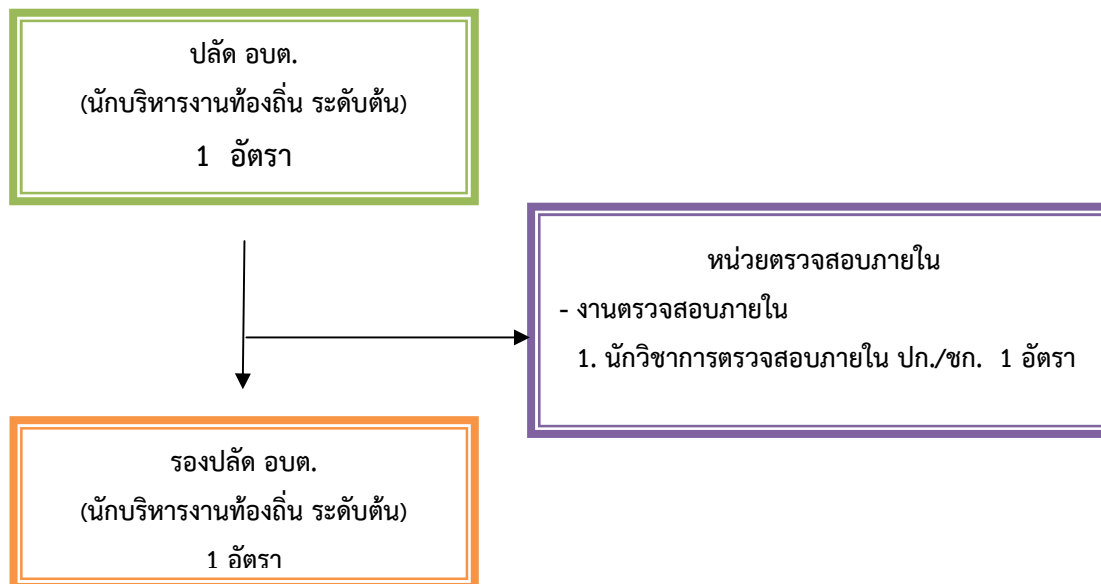 ปลัด อบต.
(นักบริหารงานท้องถิ่น ระดับต้น)
1 อัตรา
หน่วยตรวจสอบภายใน
- งานตรวจสอบภายใน
1. นักวิชาการตรวจสอบภายใน ปก./ชก. 1 อัตรา
รองปลัด อบต.
(นักบริหารงานท้องถิ่น ระดับต้น)
1 อัตรา